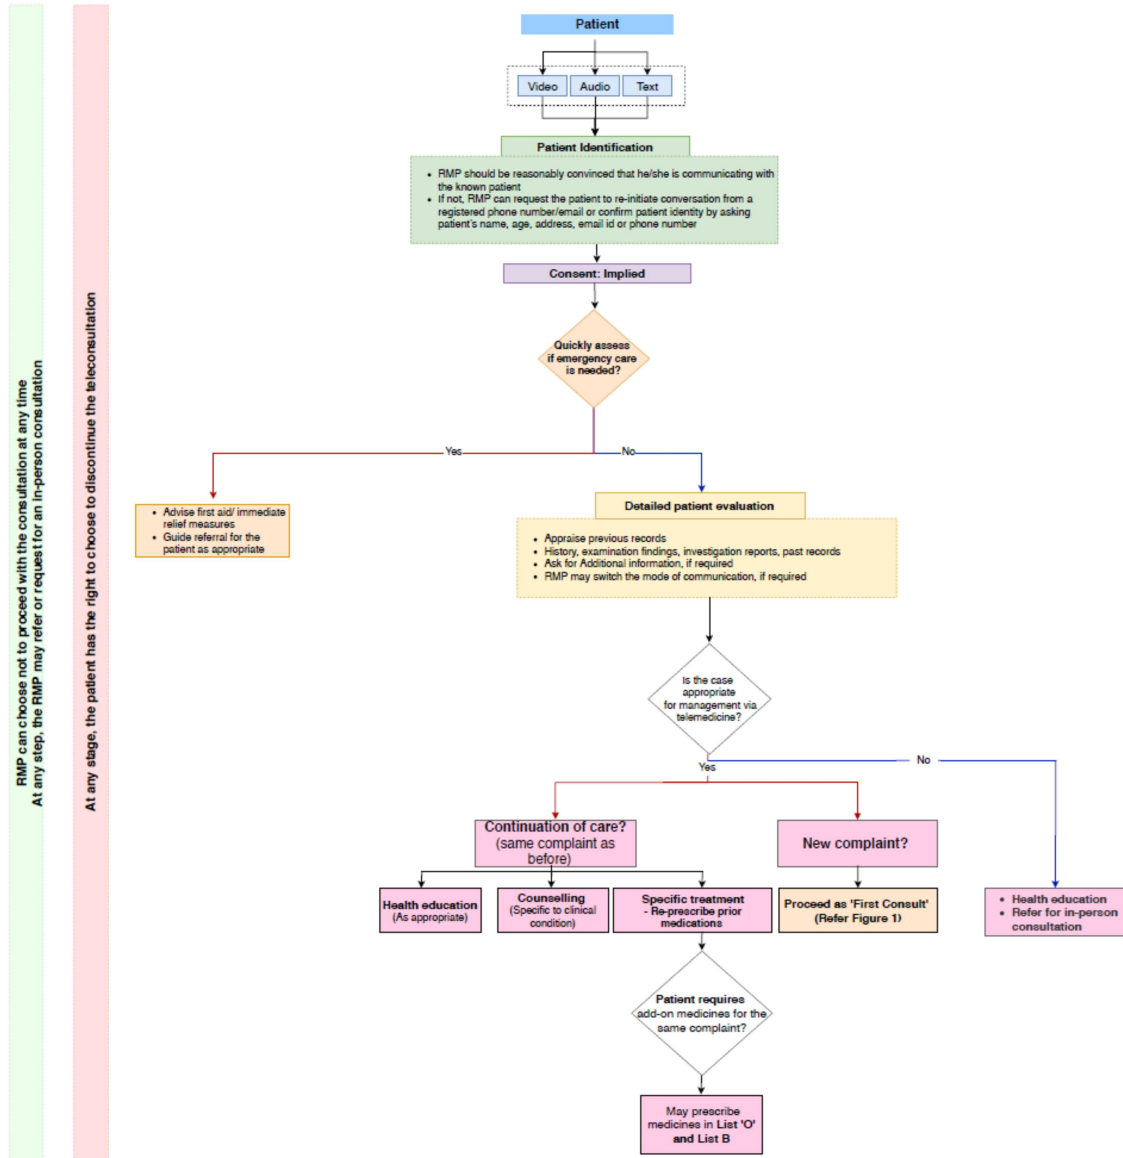 RMP can choose not to proceed with the consultation at any time
At any step, the RMP may refer or request for an in-person consultation
At any stage, the patient has the right to choose to discontinue the teleconsultation
Patient
Video
Audio
Text
Patient Identification
• RMP should be reasonably convinced that he/she is communicating with
the known patient
• If not, RMP can request the patient to re-initiate conversation from a
registered phone number/email or confirm patient identity by asking
patient's name, age, address, email id or phone number
Consent: Implied
Quickly assess
if emergency care
is needed?
Yes
No
• Advise first aid/ immediate
relief measures
• Guide referral for the
patient as appropriate
Detailed patient evaluation
• Appraise previous records
• History, examination findings, investigation reports, past records
• Ask for Additional information, if required
• RMP may switch the mode of communication, if required
Is the case
appropriate
for management via
telemedicine?
Yes
No
Continuation of care?
(same complaint as
before)
New complaint?
Health education
(As appropriate)
Counselling
(Specific to clinical
condition)
Specific treatment
- Re-prescribe prior
medications
Proceed as 'First Consult'
(Refer Figure 1)
• Health education
• Refer for in-person
consultation
Patient requires
add-on medicines for the
same complaint?
May prescribe
medicines in List 'O'
and List B